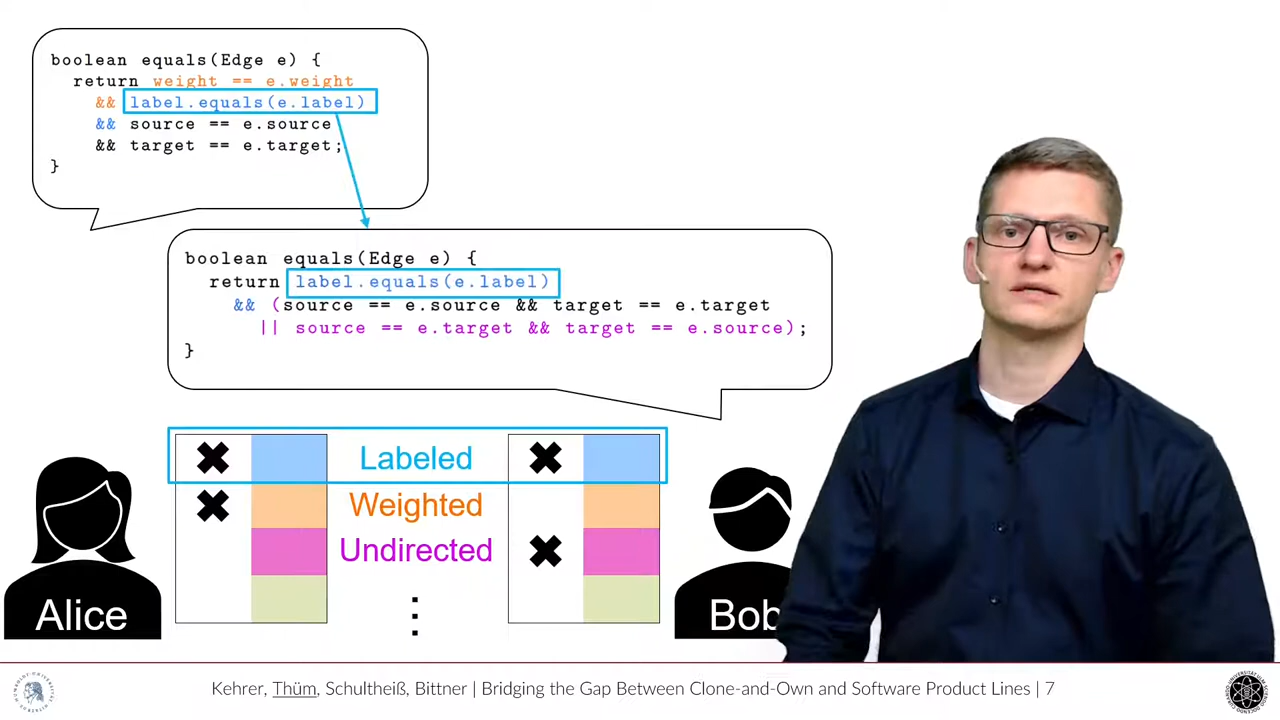 boolean equals(Edge e) {
return weight == e.weight
&& label.equals(e.label)
&& source == e.source
&& target == e.target;
}
boolean equals(Edge e) {
return label.equals(e.label)
&& (source == e.source && target == e.target
|| source == e.target && target == e.source);
}
Labeled
Weighted
Undirected
⋮
Alice
Bob
Kehrer, Thüm, Schultheiß, Bittner | Bridging the Gap Between Clone-and-Own and Software Product Lines | 7